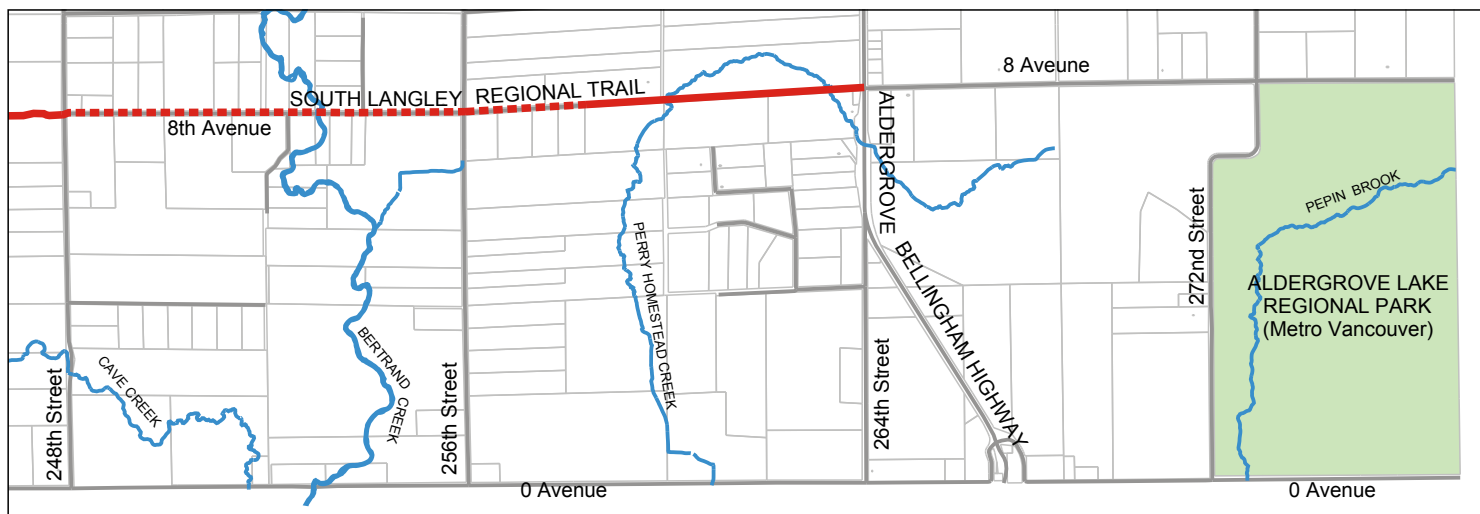 8 Aveune
SOUTH LANGLEY REGIONAL TRAIL
8th Avenue
ALDERGROVE
BELLINGHAM HIGHWAY
PEPIN BROOK
272nd Street
ALDERGROVE LAKE
REGIONAL PARK
(Metro Vancouver)
PERRY HOMESTEAD CREEK
BERTRAND CREEK
CAVE CREEK
248th Street
256th Street
264th Street
0 Avenue
0 Avenue